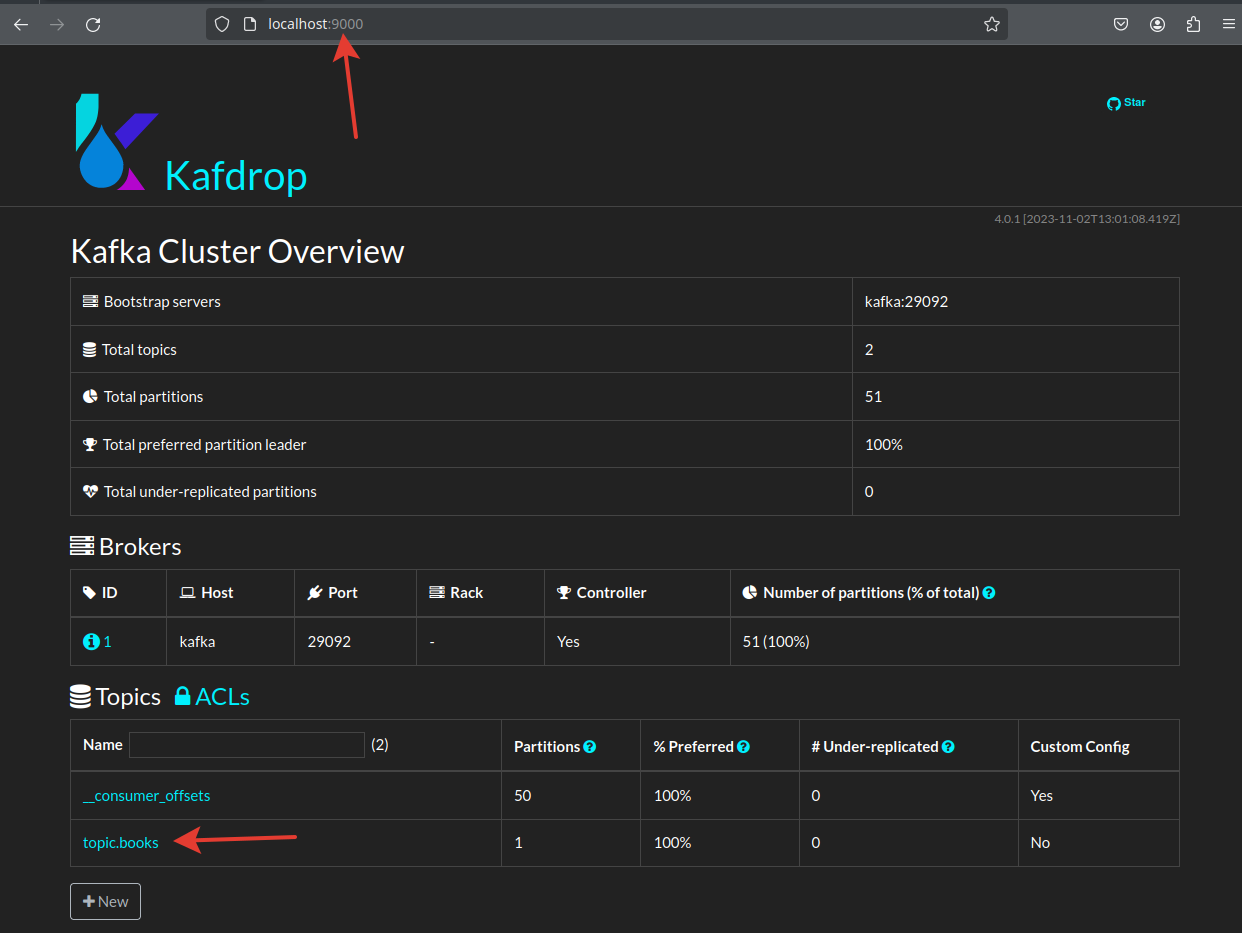 localhost:9000
Star
Kafdrop
4.0.1 [2023-11-02T13:01:08.419Z]
Kafka Cluster Overview
Bootstrap servers kafka:29092
Total topics 2
Total partitions 51
Total preferred partition leader 100%
Total under-replicated partitions 0
Brokers
ID Host Port Rack Controller Number of partitions (% of total)
1 kafka 29092 - Yes 51 (100%)
Topics ACLs
Name (2) Partitions % Preferred # Under-replicated Custom Config
__consumer_offsets 50 100% 0 Yes
topic.books 1 100% 0 No
New